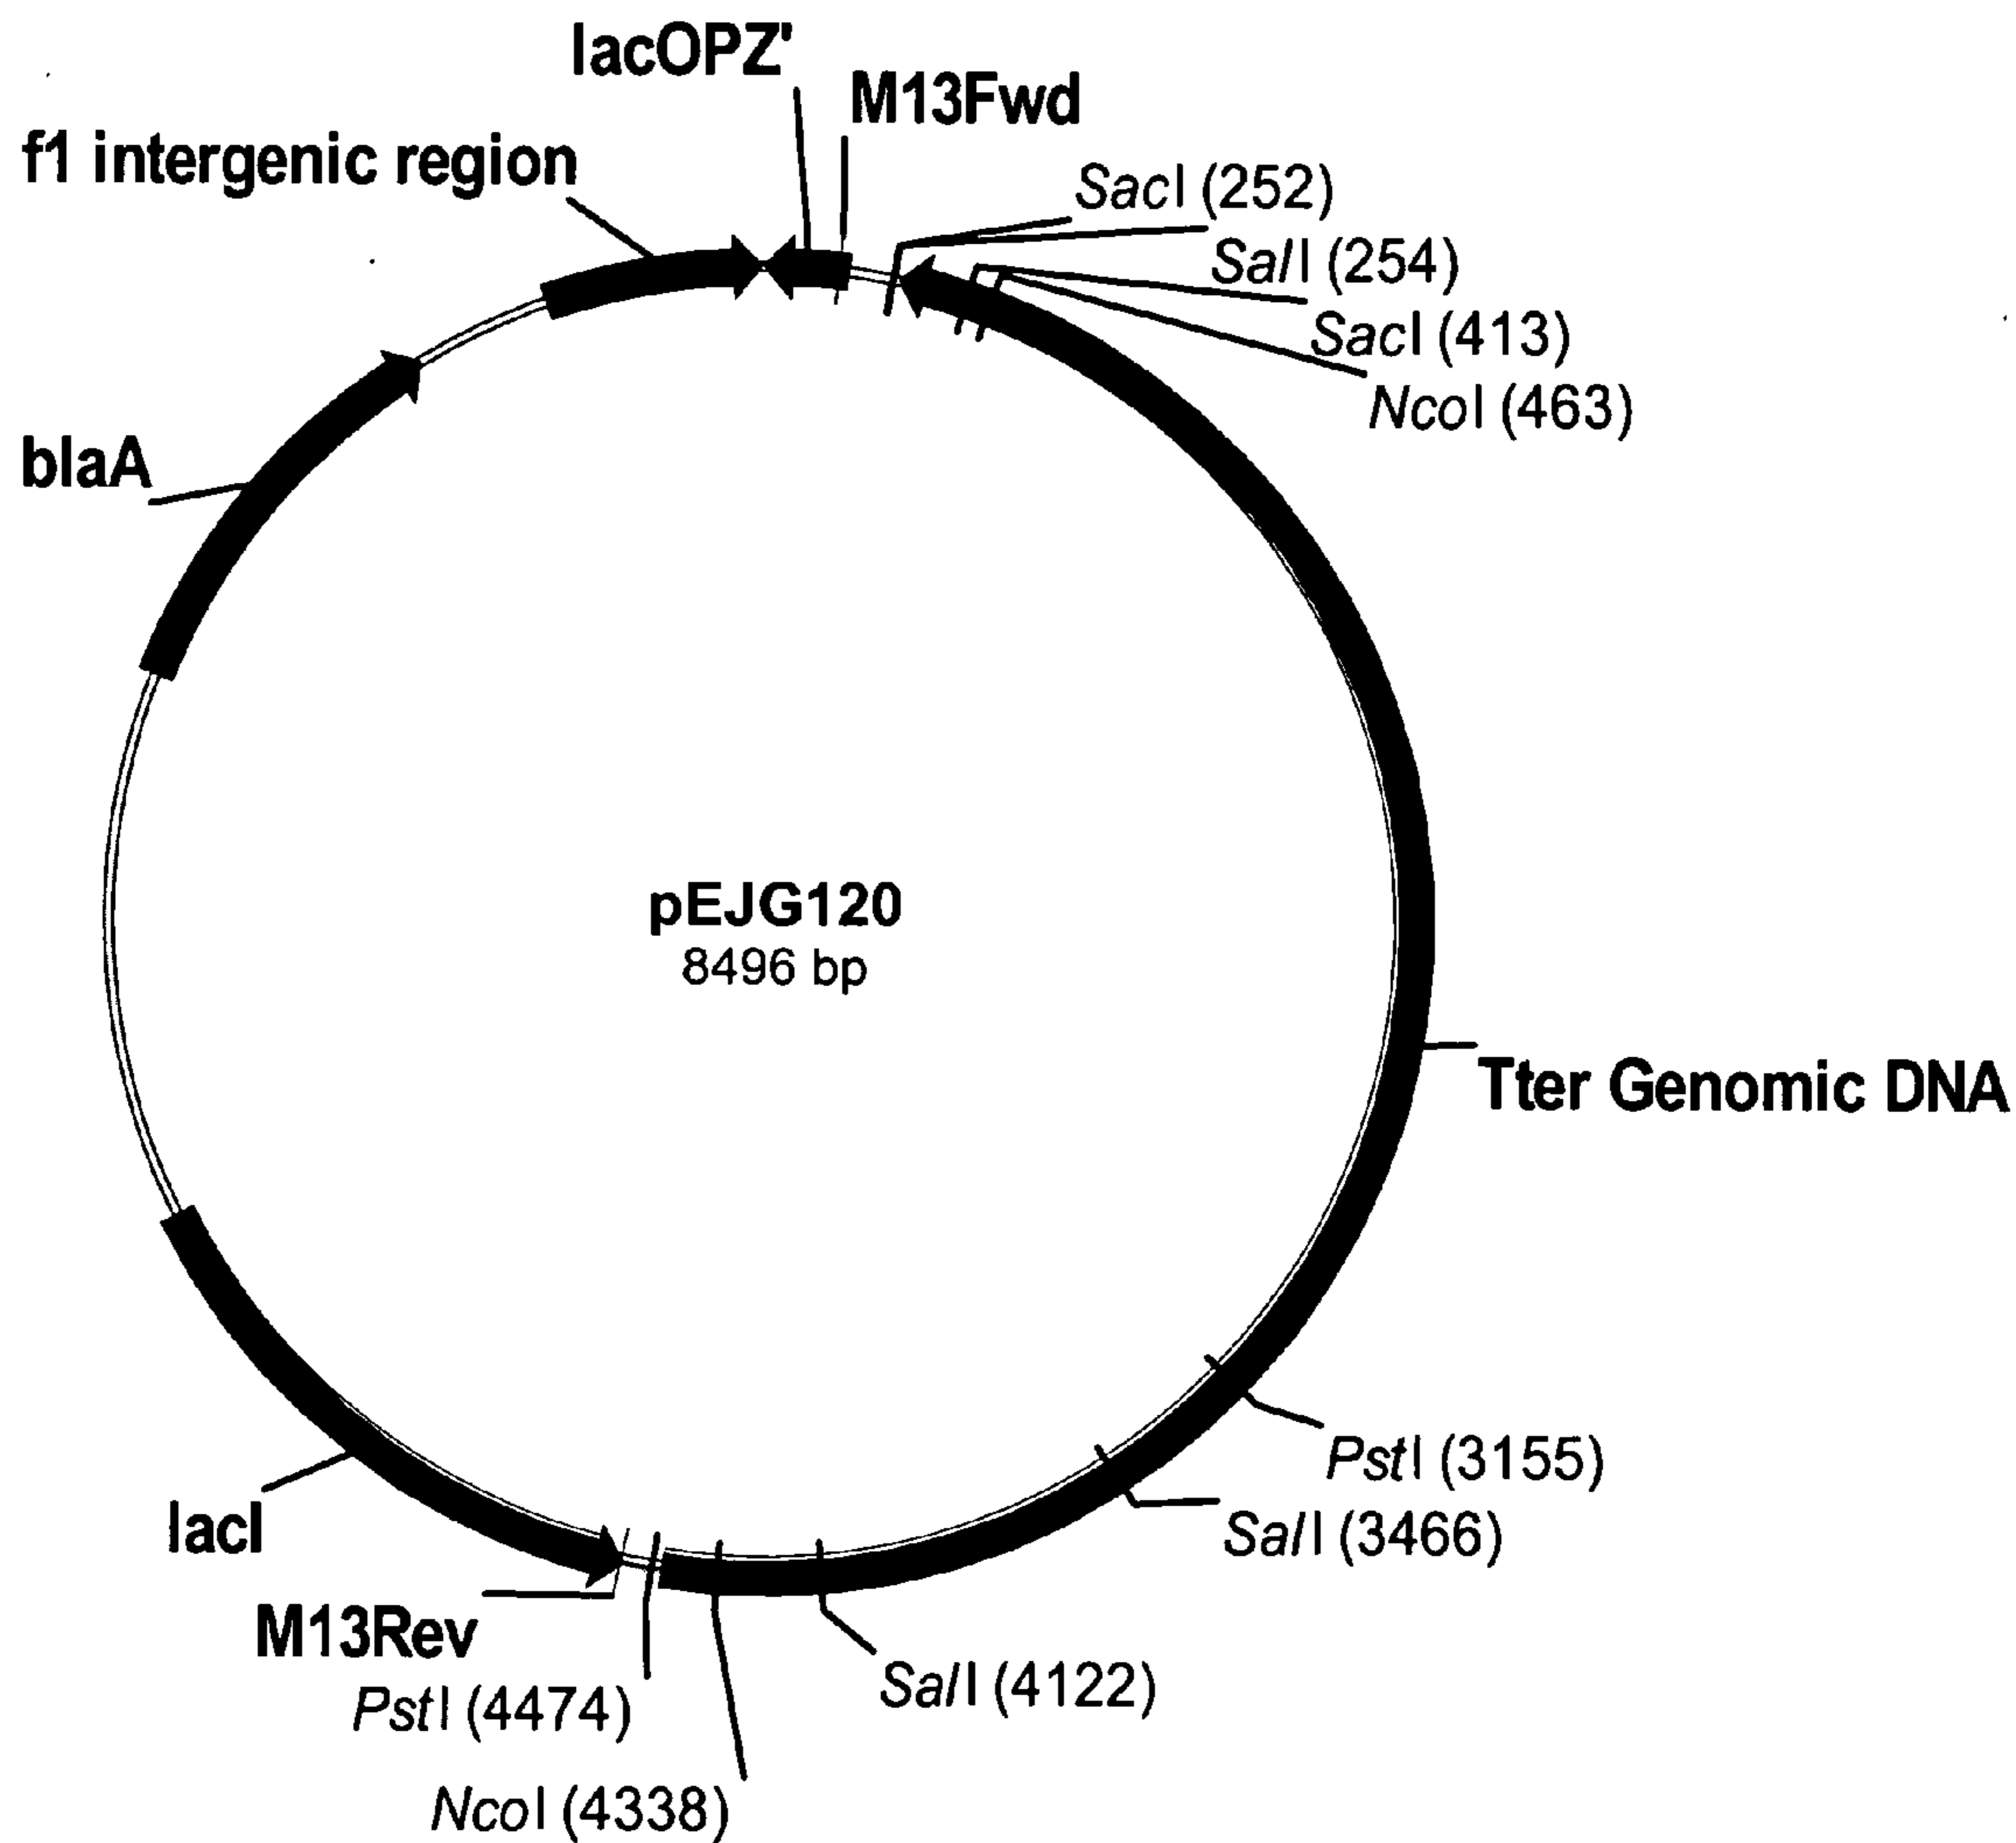 lacOPZ'
M13Fwd
f1 intergenic region
SacI (252)
SalI (254)
SacI (413)
NcoI (463)
blaA
pEJG120
8496 bp
Tter Genomic DNA
PstI (3155)
SalI (3466)
lacI
M13Rev
SalI (4122)
PstI (4474)
NcoI (4338)